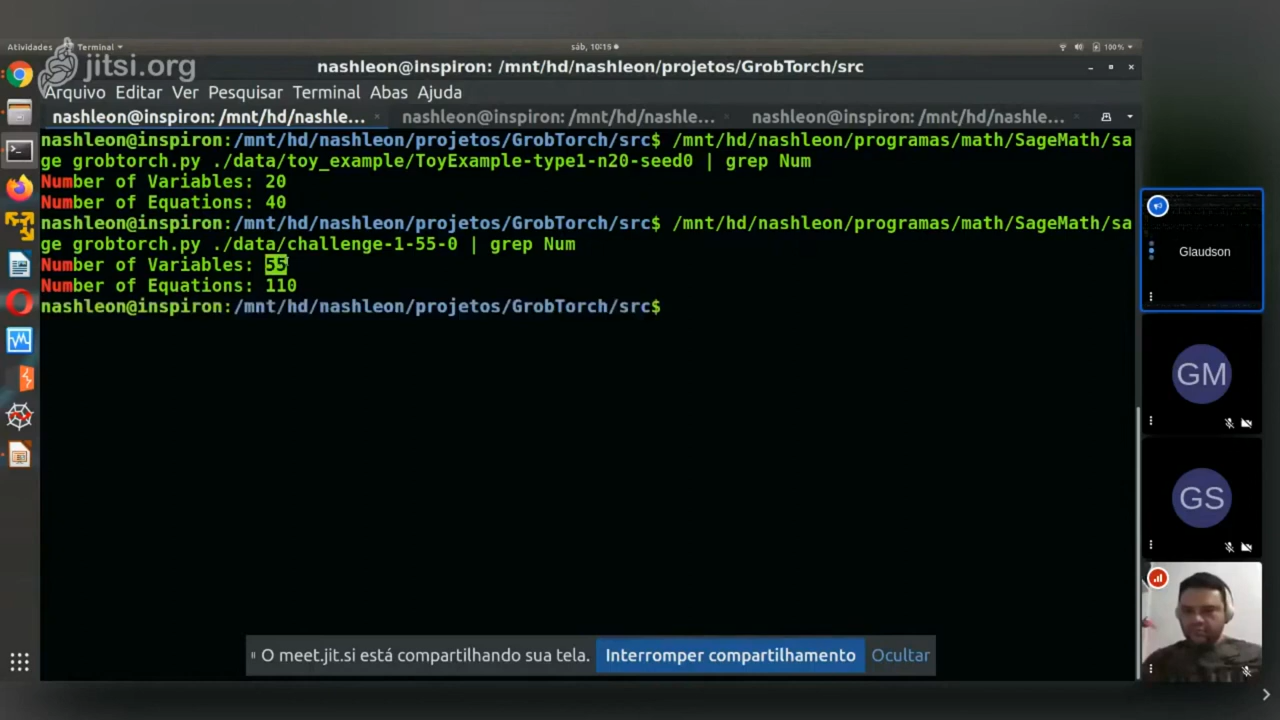 Atividades
Terminal
sáb, 10:15
100%
jitsi.org
nashleon@inspiron: /mnt/hd/nashleon/projetos/GrobTorch/src
Arquivo Editar Ver Pesquisar Terminal Abas Ajuda
nashleon@inspiron: /mnt/hd/nashle...
nashleon@inspiron: /mnt/hd/nashle...
nashleon@inspiron: /mnt/hd/nashle...
nashleon@inspiron:/mnt/hd/nashleon/projetos/GrobTorch/src$ /mnt/hd/nashleon/programas/math/SageMath/sa
ge grobtorch.py ./data/toy_example/ToyExample-type1-n20-seed0 | grep Num
Number of Variables: 20
Number of Equations: 40
nashleon@inspiron:/mnt/hd/nashleon/projetos/GrobTorch/src$ /mnt/hd/nashleon/programas/math/SageMath/sa
ge grobtorch.py ./data/challenge-1-55-0 | grep Num
Number of Variables: 55
Number of Equations: 110
nashleon@inspiron:/mnt/hd/nashleon/projetos/GrobTorch/src$
Glaudson
GM
GS
O meet.jit.si está compartilhando sua tela.
Interromper compartilhamento
Ocultar